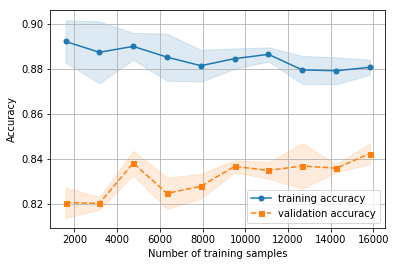 0.90
0.88
0.86
0.84
0.82
Accuracy
2000 4000 6000 8000 10000 12000 14000 16000
Number of training samples
training accuracy
validation accuracy